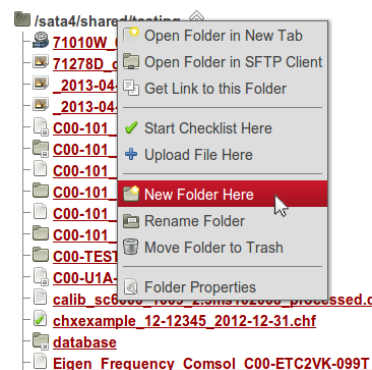 /sata4/shared/testing
71010W_
Open Folder in New Tab
71278D_
Open Folder in SFTP Client
_2013-04-
Get Link to this Folder
_2013-04-
C00-101_
Start Checklist Here
C00-101_
Upload File Here
C00-101_
C00-101_
New Folder Here
C00-101_
Rename Folder
C00-101_
Move Folder to Trash
C00-TEST
C00-U1A-
Folder Properties
chxexample_12-12345_2012-12-31.chf
database
Eigen_Frequency_Comsol_C00-ETC2VK-099T